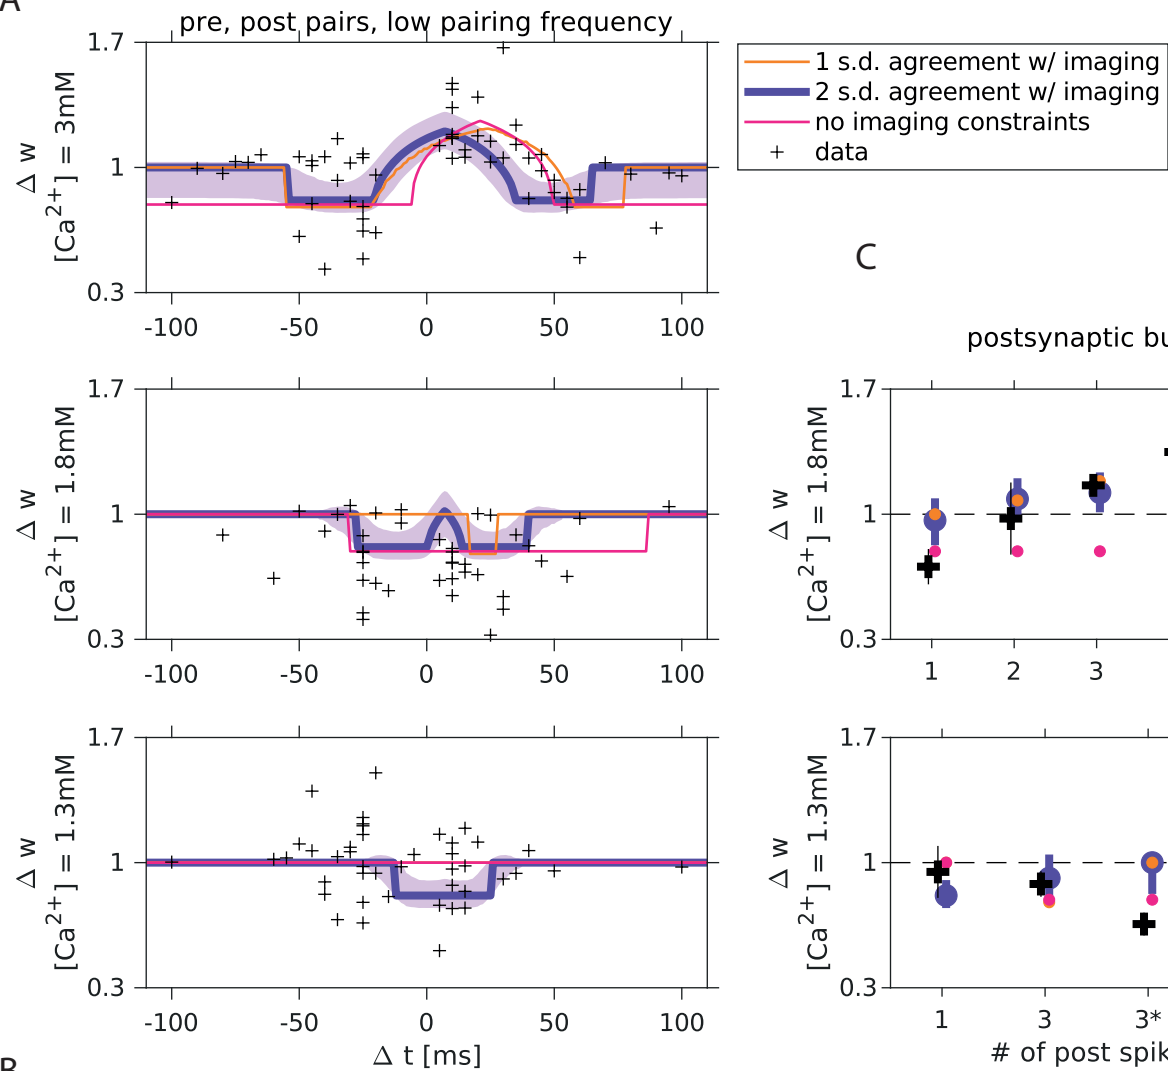 A
pre, post pairs, low pairing frequency
1.7
1
0.3
Δ w
[Ca2+] = 3mM
-100 -50 0 50 100
1 s.d. agreement w/ imaging
2 s.d. agreement w/ imaging
no imaging constraints
data
C
postsynaptic bu
1.7
1
0.3
Δ w
[Ca2+] = 1.8mM
-100 -50 0 50 100
1.7
1
0.3
Δ w
[Ca2+] = 1.8mM
1 2 3
1.7
1
0.3
Δ w
[Ca2+] = 1.3mM
-100 -50 0 50 100
Δ t [ms]
1.7
1
0.3
Δ w
[Ca2+] = 1.3mM
1 3 3*
# of post spik
B